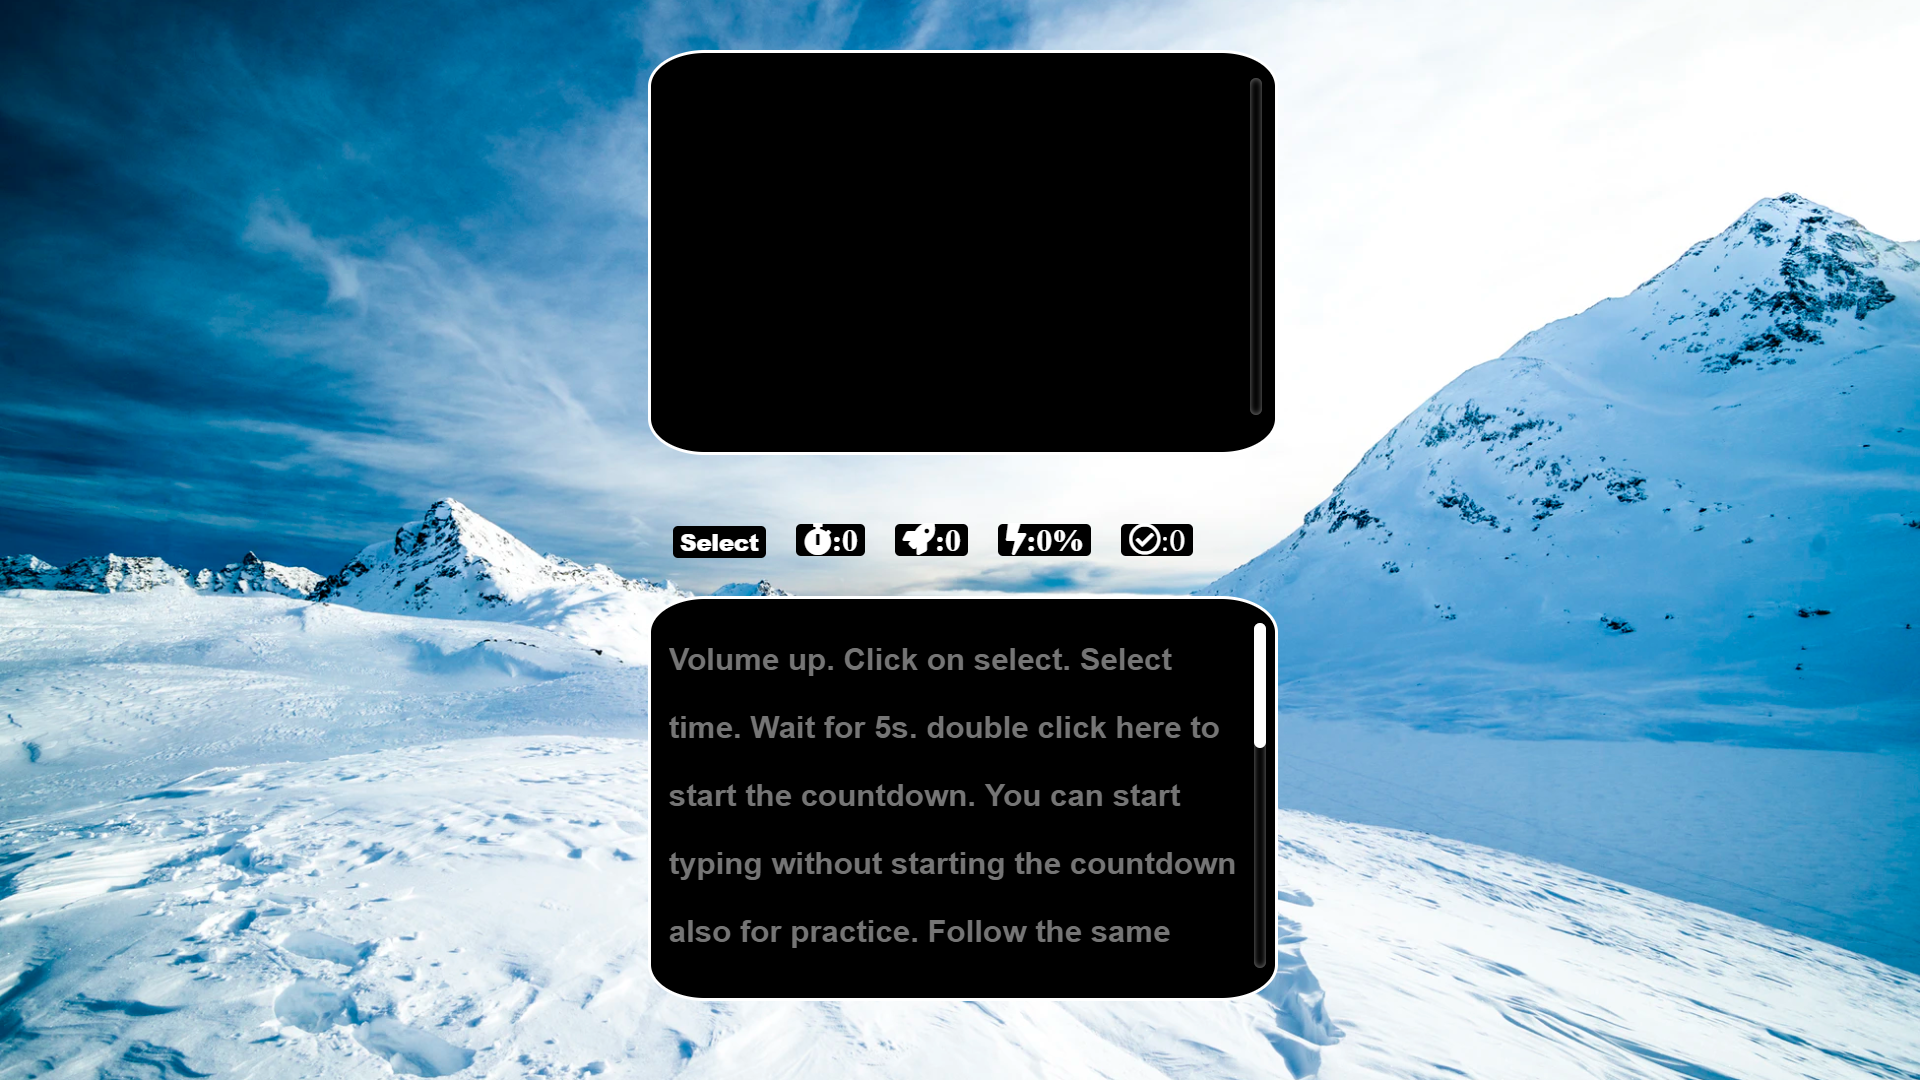 Select :0 :0 :0% :0
Volume up. Click on select. Select
time. Wait for 5s. double click here to
start the countdown. You can start
typing without starting the countdown
also for practice. Follow the same